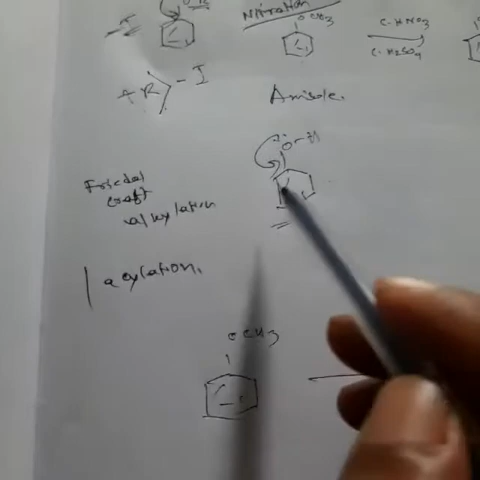 Nitration
OCH3
C.HNO3
C.H2SO4
+R > -I
Anisole.
:O-H
Friedel
craft
alkylation
acylation.
OCH3